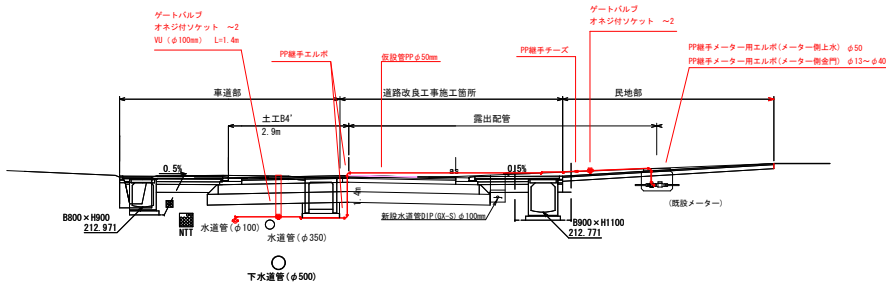 ゲートバルブ
オネジ付ソケット ～2
VU（φ100mm） L=1.4m
PP継手エルボ
仮設管PPφ50mm
PP継手チーズ
ゲートバルブ
オネジ付ソケット ～2
PP継手メーター用エルボ(メーター側上水) φ50
PP継手メーター用エルボ(メーター側金門) φ13～φ40
車道部
道路改良工事施工箇所
民地部
土工B4'
2.9m
露出配管
0.5%
as
0.5%
1.4m
B800×H900
212.971
NTT
水道管(φ100)
水道管(φ350)
新設水道管DIP(GX-S)φ100mm
B900×H1100
212.771
(既設メーター)
下水道管(φ500)